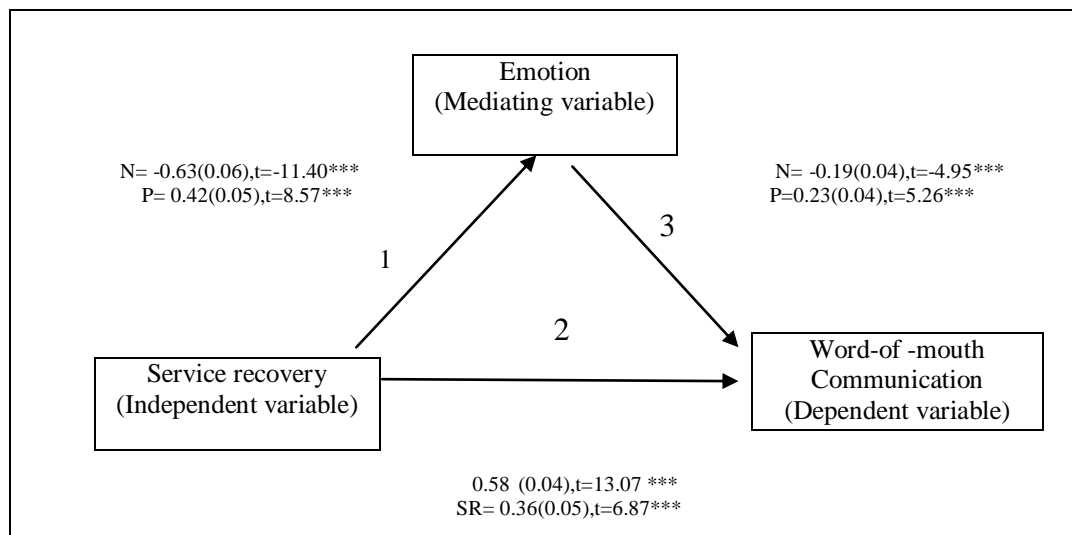 Emotion
(Mediating variable)
N= -0.63(0.06),t=-11.40***
P= 0.42(0.05),t=8.57***
N= -0.19(0.04),t=-4.95***
P=0.23(0.04),t=5.26***
3
1
2
Service recovery
(Independent variable)
Word-of -mouth
Communication
(Dependent variable)
0.58 (0.04),t=13.07 ***
SR= 0.36(0.05),t=6.87***